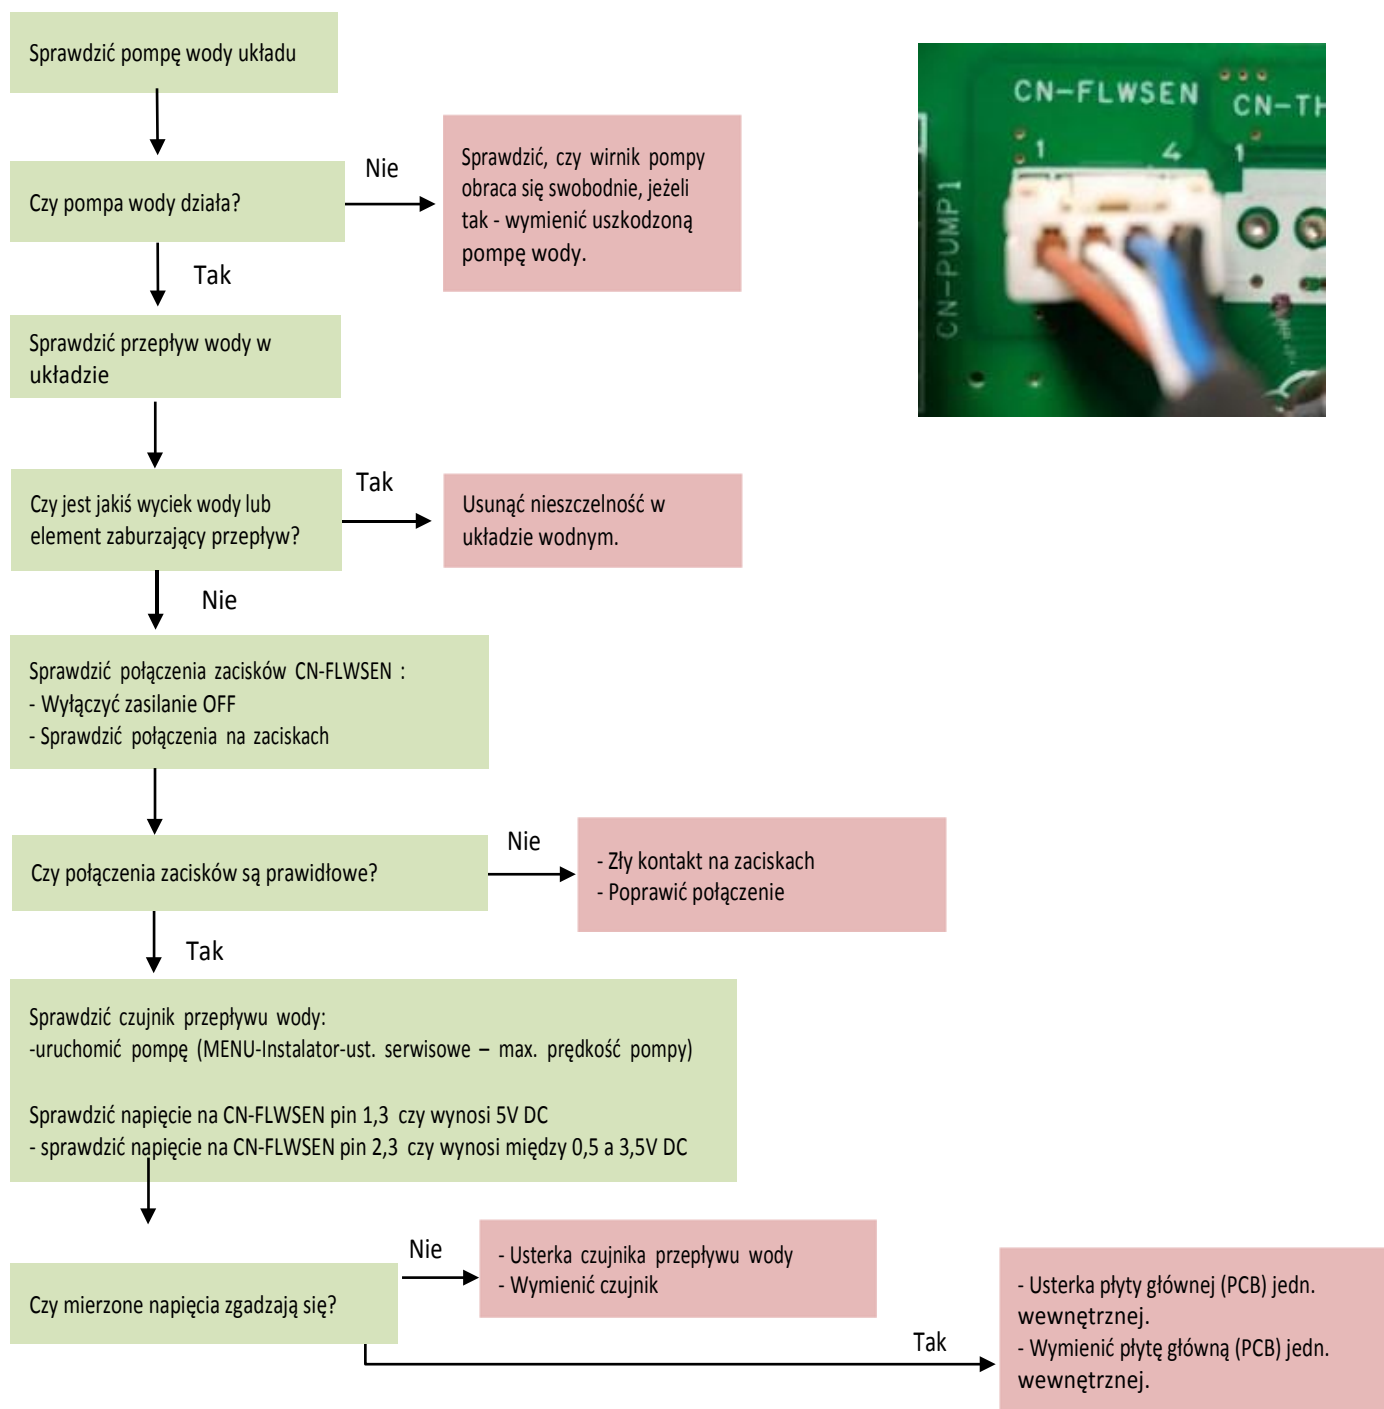 Sprawdzić pompę wody układu
Czy pompa wody działa?
Nie
Sprawdzić, czy wirnik pompy
obraca się swobodnie, jeżeli
tak - wymienić uszkodzoną
pompę wody.
Tak
Sprawdzić przepływ wody w
układzie
Czy jest jakiś wyciek wody lub
element zaburzający przepływ?
Tak
Usunąć nieszczelność w
układzie wodnym.
Nie
Sprawdzić połączenia zacisków CN-FLWSEN :
- Wyłączyć zasilanie OFF
- Sprawdzić połączenia na zaciskach
Czy połączenia zacisków są prawidłowe?
Nie
- Zły kontakt na zaciskach
- Poprawić połączenie
Tak
Sprawdzić czujnik przepływu wody:
-uruchomić pompę (MENU-Instalator-ust. serwisowe – max. prędkość pompy)
Sprawdzić napięcie na CN-FLWSEN pin 1,3 czy wynosi 5V DC
- sprawdzić napięcie na CN-FLWSEN pin 2,3 czy wynosi między 0,5 a 3,5V DC
Czy mierzone napięcia zgadzają się?
Nie
- Usterka czujnika przepływu wody
- Wymienić czujnik
Tak
- Usterka płyty głównej (PCB) jedn.
wewnętrznej.
- Wymienić płytę główną (PCB) jedn.
wewnętrznej.
CN-FLWSEN
CN-TH
1 4
1
CN-PUMP1